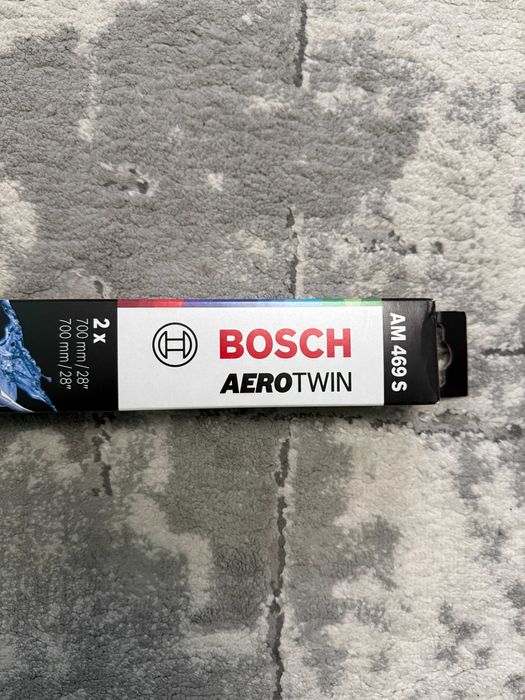 2 x
700 mm / 28"
700 mm / 28"
BOSCH
AEROTWIN
AM 469 S